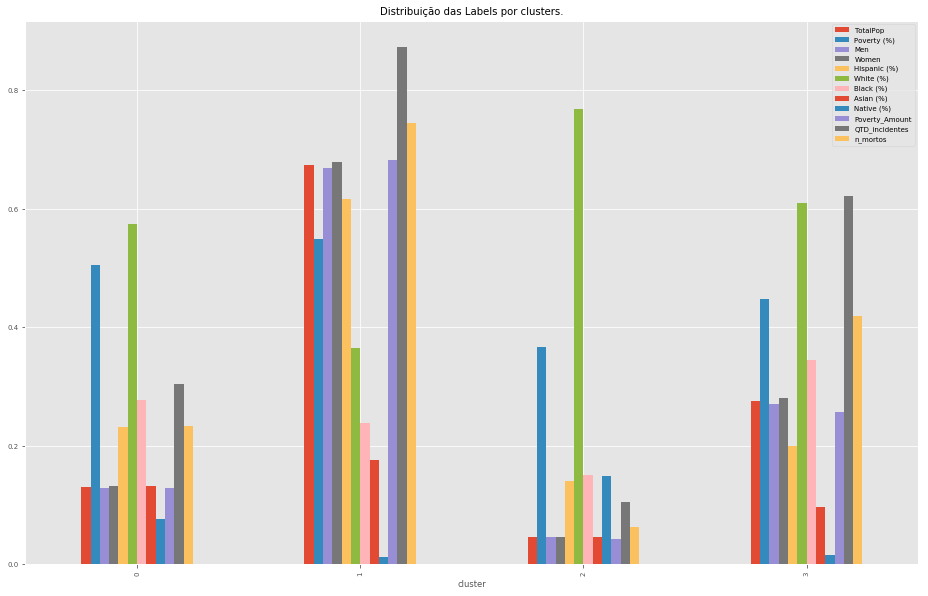 Distribuição das Labels por clusters.
TotalPop
Poverty (%)
Men
Women
Hispanic (%)
White (%)
Black (%)
Asian (%)
Native (%)
Poverty_Amount
QTD_Incidentes
n_mortos
0.8
0.6
0.4
0.2
0.0
0
1
2
3
cluster